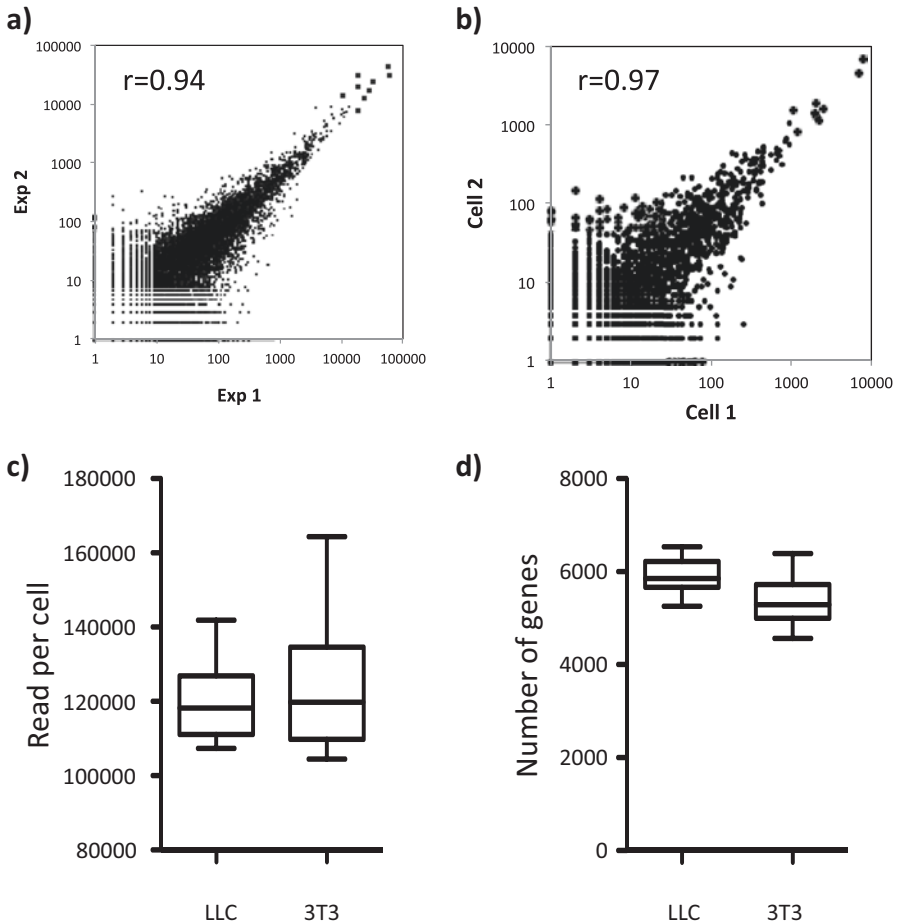 a)
r=0.94
100000
10000
1000
100
10
1
Exp 2
1 10 100 1000 10000 100000
Exp 1
b)
r=0.97
10000
1000
100
10
1
Cell 2
1 10 100 1000 10000
Cell 1
c)
Read per cell
180000
160000
140000
120000
100000
80000
LLC 3T3
d)
Number of genes
8000
6000
4000
2000
0
LLC 3T3